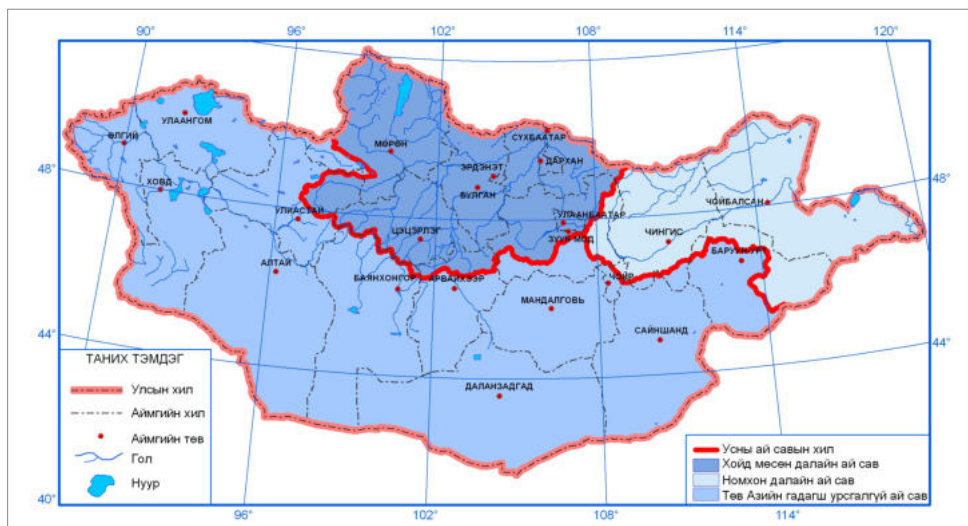 90° 96° 102° 108° 114° 120°
УЛААНГОМ
ӨЛГИЙ
СҮХБААТАР
МӨРӨН
ДАРХАН
48°
ЭРДЭНЭТ
48°
ХОВД
БУЛГАН
ЧОЙБАЛСАН
УЛИАСТАЙ
УЛААНБААТАР
ЦЭЦЭРЛЭГ
ЗУУНМОД
ЧИНГИС
БАРУУН-УРТ
АЛТАЙ
БАЯНХОНГОР
АРВАЙХЭЭР
ЧОЙР
МАНДАЛГОВЬ
САЙНШАНД
44°
44°
ДАЛАНЗАДГАД
ТАНИХ ТЭМДЭГ
Улсын хил
Аймгийн хил
Аймгийн төв
Гол
Нуур
Усны ай савын хил
Хойд мөсөн далайн ай сав
Номхон далайн ай сав
Төв Азийн гадагш урсгалгүй ай сав
40°
40°
96° 102° 108° 114°